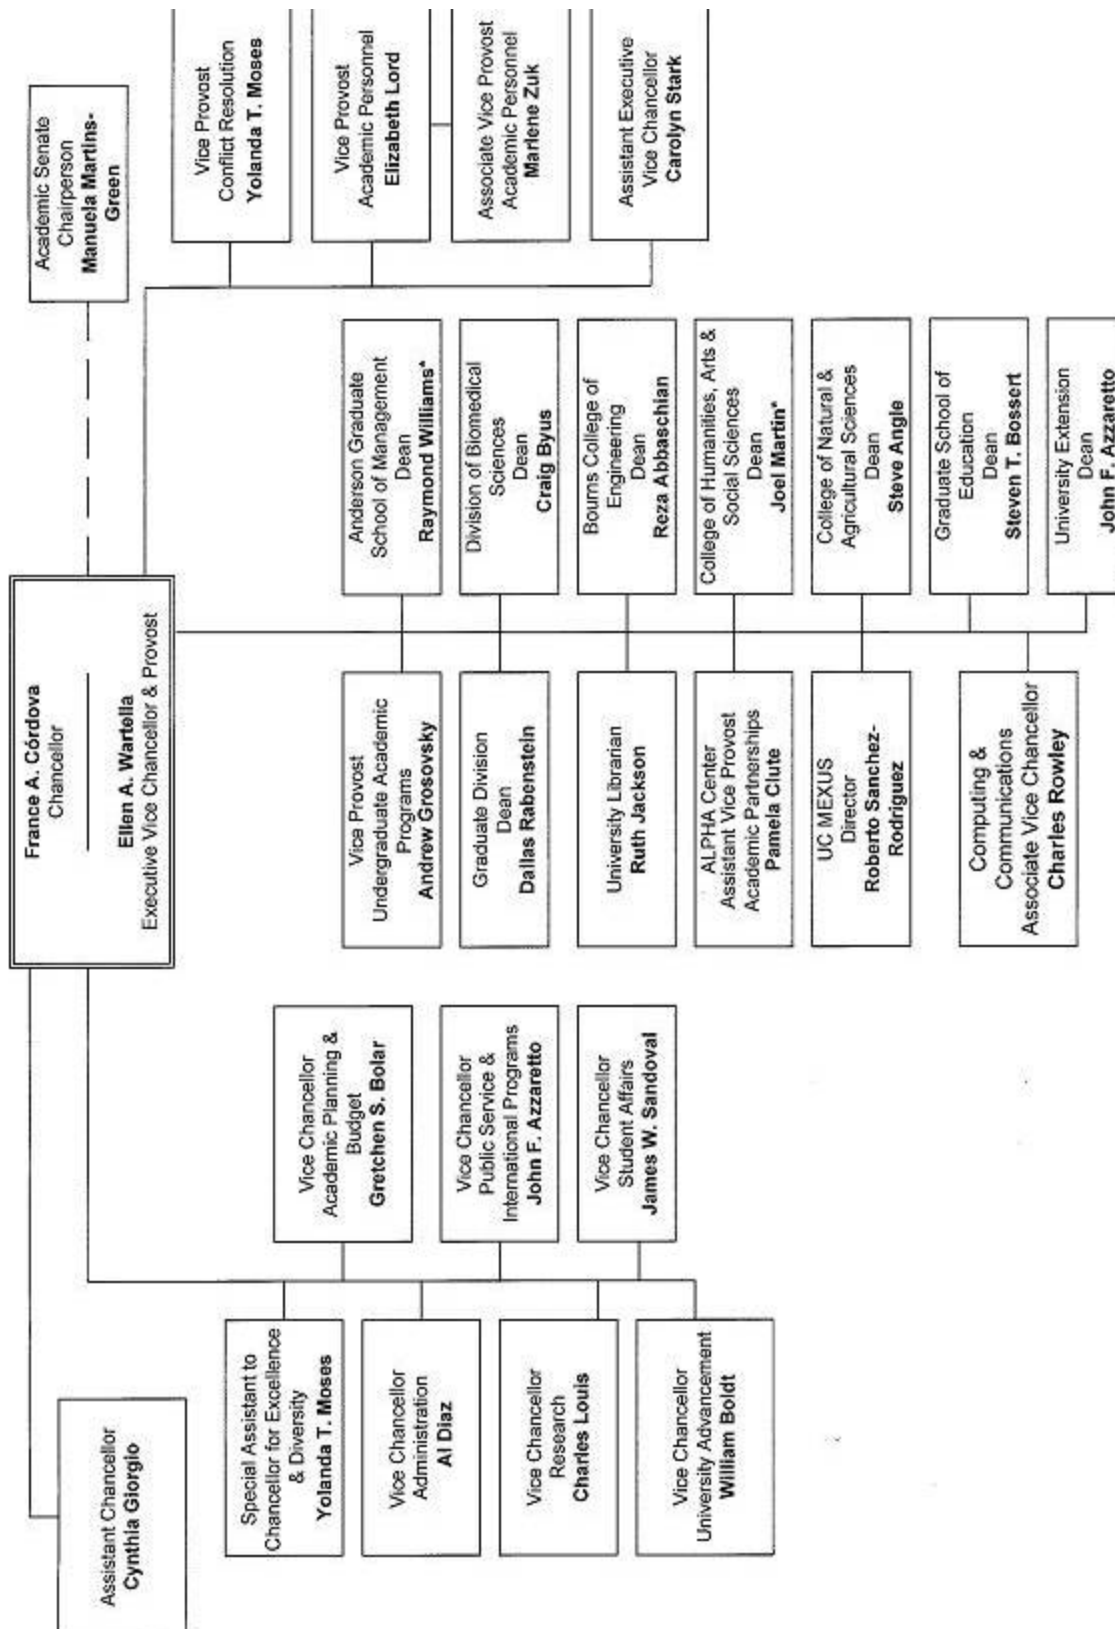 France A. Córdova
Chancellor
Ellen A. Wartella
Executive Vice Chancellor & Provost
Academic Senate
Chairperson
Manuela Martins-
Green
Assistant Chancellor
Cynthia Giorgio
Special Assistant to
Chancellor for Excellence
& Diversity
Yolanda T. Moses
Vice Chancellor
Administration
Al Diaz
Vice Chancellor
Research
Charles Louis
Vice Chancellor
University Advancement
William Boldt
Vice Chancellor
Academic Planning &
Budget
Gretchen S. Bolar
Vice Chancellor
Public Service &
International Programs
John F. Azzaretto
Vice Chancellor
Student Affairs
James W. Sandoval
Vice Provost
Undergraduate Academic
Programs
Andrew Grosovsky
Graduate Division
Dean
Dallas Rabenstein
University Librarian
Ruth Jackson
ALPHA Center
Assistant Vice Provost
Academic Partnerships
Pamela Clute
UC MEXUS
Director
Roberto Sanchez-
Rodriguez
Computing &
Communications
Associate Vice Chancellor
Charles Rowley
Anderson Graduate
School of Management
Dean
Raymond Williams*
Division of Biomedical
Sciences
Dean
Craig Byus
Bourns College of
Engineering
Dean
Reza Abbaschian
College of Humanities, Arts &
Social Sciences
Dean
Joel Martin*
College of Natural &
Agricultural Sciences
Dean
Steve Angle
Graduate School of
Education
Dean
Steven T. Bossert
University Extension
Dean
John F. Azzaretto
Vice Provost
Conflict Resolution
Yolanda T. Moses
Vice Provost
Academic Personnel
Elizabeth Lord
Associate Vice Provost
Academic Personnel
Marlene Zuk
Assistant Executive
Vice Chancellor
Carolyn Stark